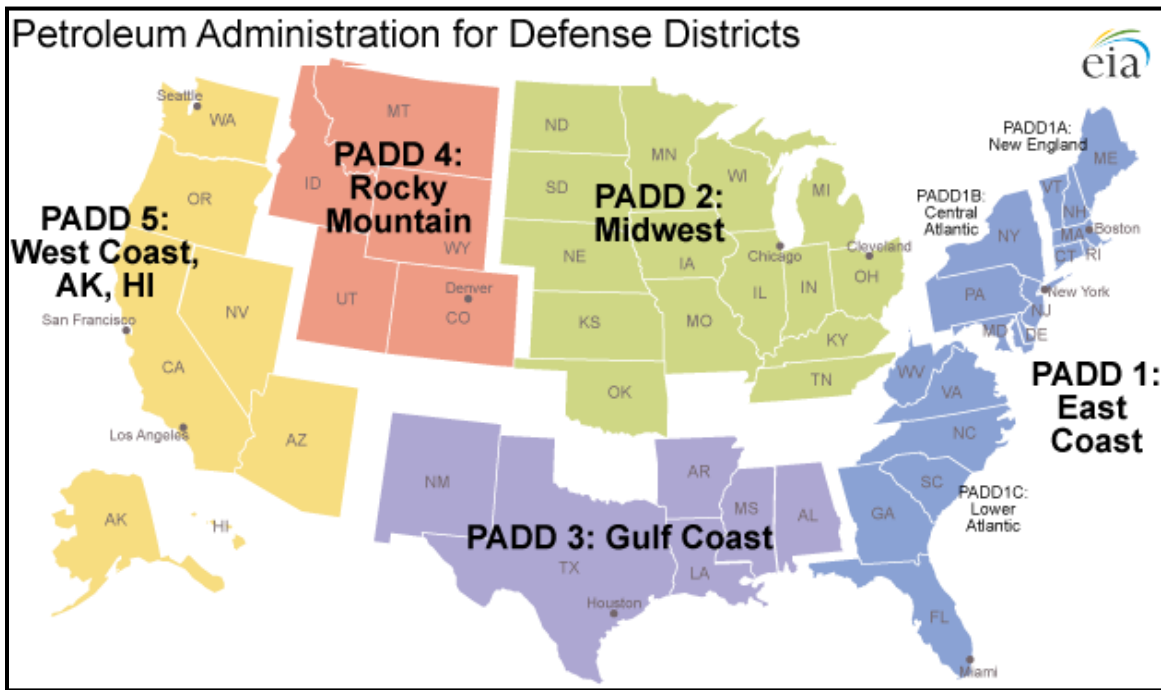 Petroleum Administration for Defense Districts
eia
Seattle
WA
OR
PADD 5:
West Coast,
AK, HI
San Francisco
NV
CA
Los Angeles
AZ
AK
HI
MT
PADD 4:
Rocky
Mountain
ID
WY
UT
Denver
CO
ND
MN
SD
WI
MI
PADD 2:
Midwest
NE
IA
Chicago
Cleveland
IL
IN
OH
KS
MO
KY
TN
OK
NM
AR
MS
AL
PADD 3: Gulf Coast
TX
LA
Houston
PADD1A:
New England
ME
VT
NH
MA
Boston
CT
RI
PADD1B:
Central
Atlantic
NY
New York
PA
NJ
MD
DE
PADD 1:
East
Coast
WV
VA
NC
SC
PADD1C:
Lower
Atlantic
GA
FL
Miami